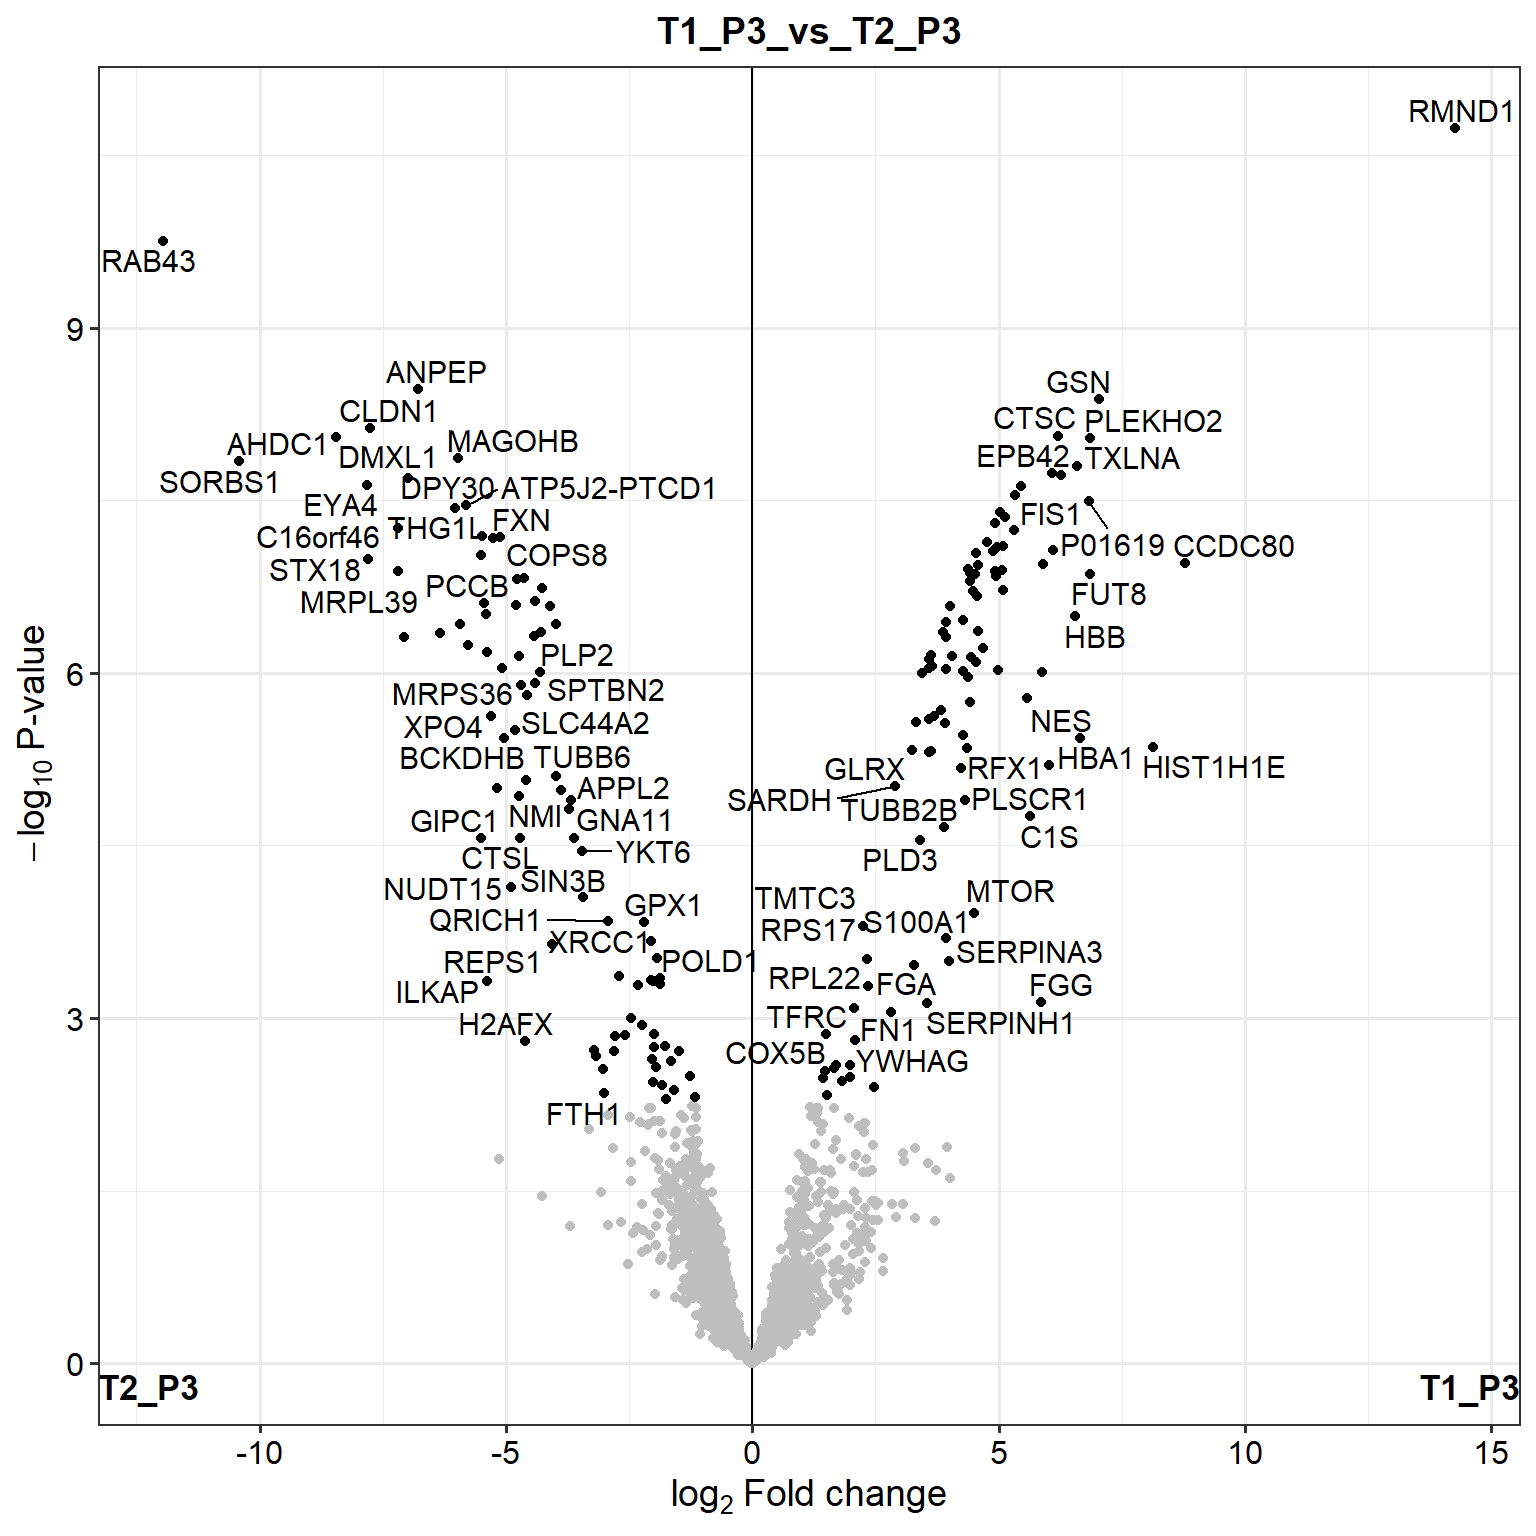 T1_P3_vs_T2_P3
RMND1
RAB43
9
ANPEP
GSN
CLDN1
CTSC PLEKHO2
AHDC1
MAGOHB
DMXL1
EPB42 TXLNA
SORBS1
DPY30 ATP5J2-PTCD1
EYA4
THG1L FXN
FIS1
C16orf46
COPS8
P01619 CCDC80
STX18
PCCB
FUT8
MRPL39
HBB
PLP2
6
MRPS36 SPTBN2
XPO4 SLC44A2
NES
BCKDHB TUBB6
HBA1 HIST1H1E
GLRX RFX1
APPL2
SARDH TUBB2B PLSCR1
GIPC1 NMI GNA11
C1S
CTSL YKT6
PLD3
NUDT15 SIN3B
MTOR
TMTC3
QRICH1 GPX1
RPS17 S100A1
XRCC1
REPS1 POLD1
SERPINA3
RPL22 FGA FGG
ILKAP
3
H2AFX
TFRC FN1 SERPINH1
COX5B YWHAG
FTH1
0
T2_P3
T1_P3
-10 -5 0 5 10 15
log2 Fold change
−log10 P-value